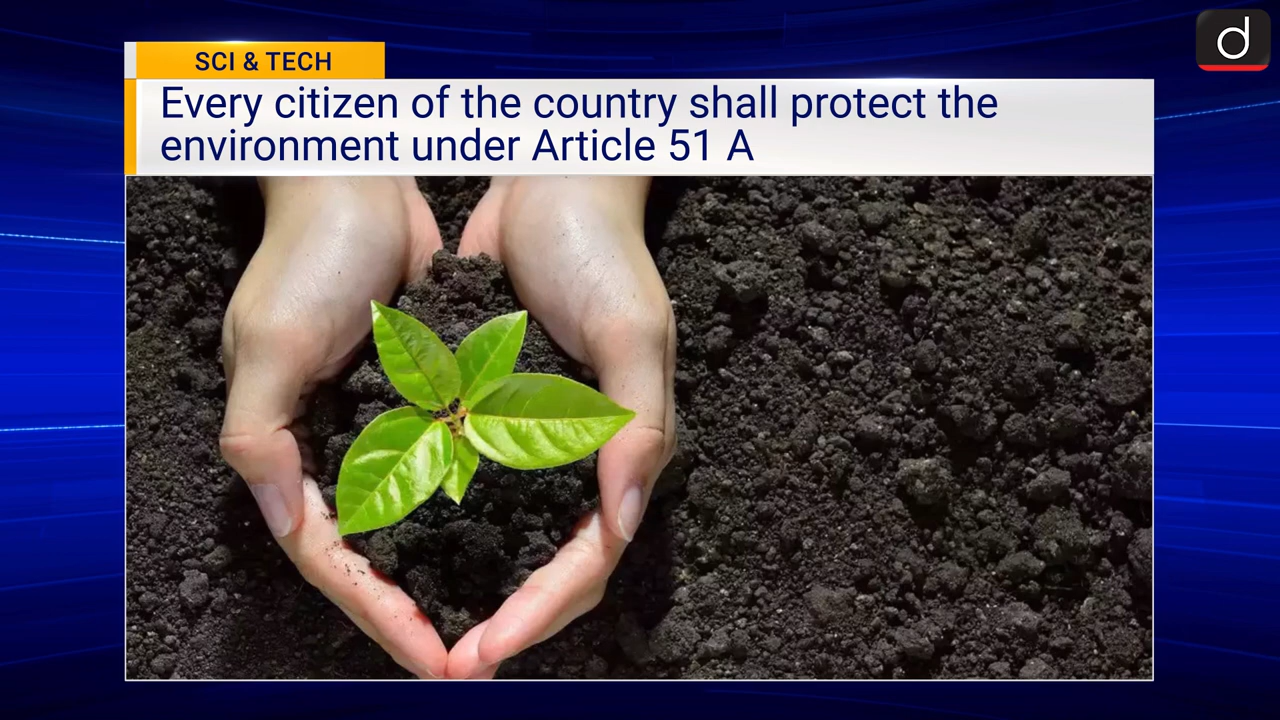 d
SCI & TECH
Every citizen of the country shall protect the
environment under Article 51 A